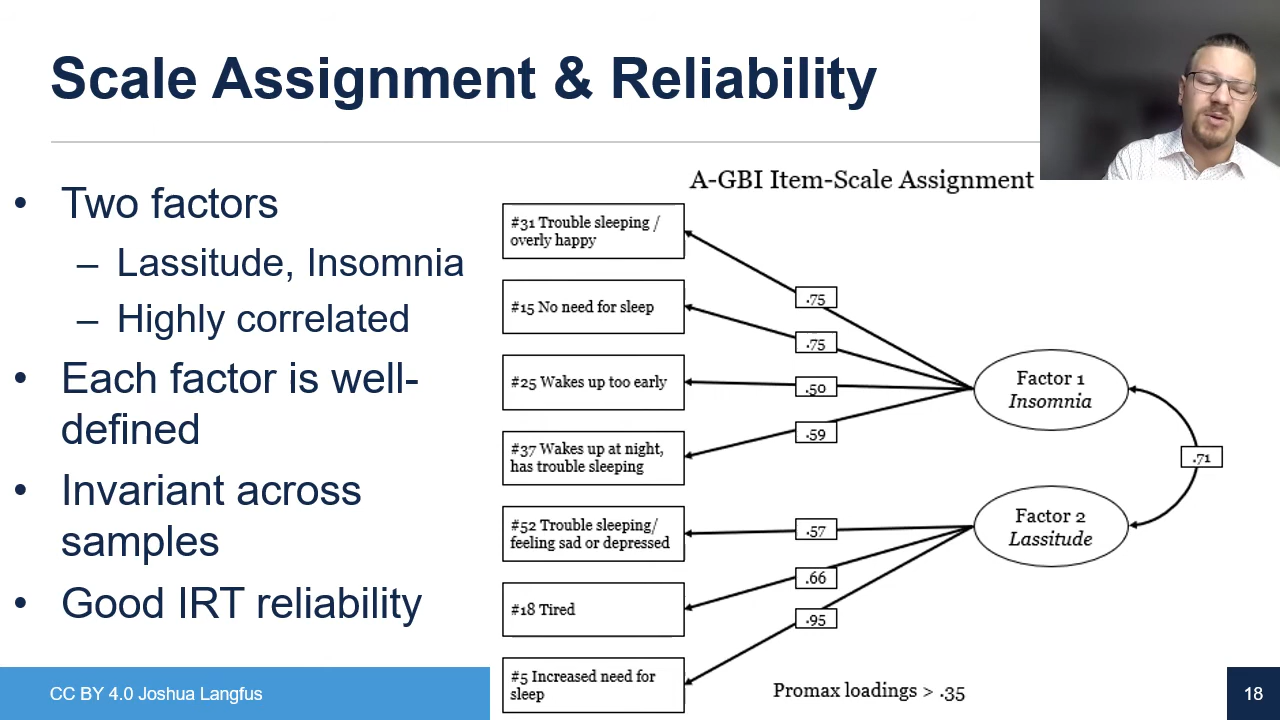 Scale Assignment & Reliability
• Two factors
– Lassitude, Insomnia
– Highly correlated
• Each factor is well-
defined
• Invariant across
samples
• Good IRT reliability
A-GBI Item-Scale Assignment
#31 Trouble sleeping /
overly happy
#15 No need for sleep
#25 Wakes up too early
#37 Wakes up at night,
has trouble sleeping
#52 Trouble sleeping/
feeling sad or depressed
#18 Tired
#5 Increased need for
sleep
.75
.75
.50
.59
.57
.66
.95
Factor 1
Insomnia
Factor 2
Lassitude
.71
Promax loadings > .35
CC BY 4.0 Joshua Langfus
18